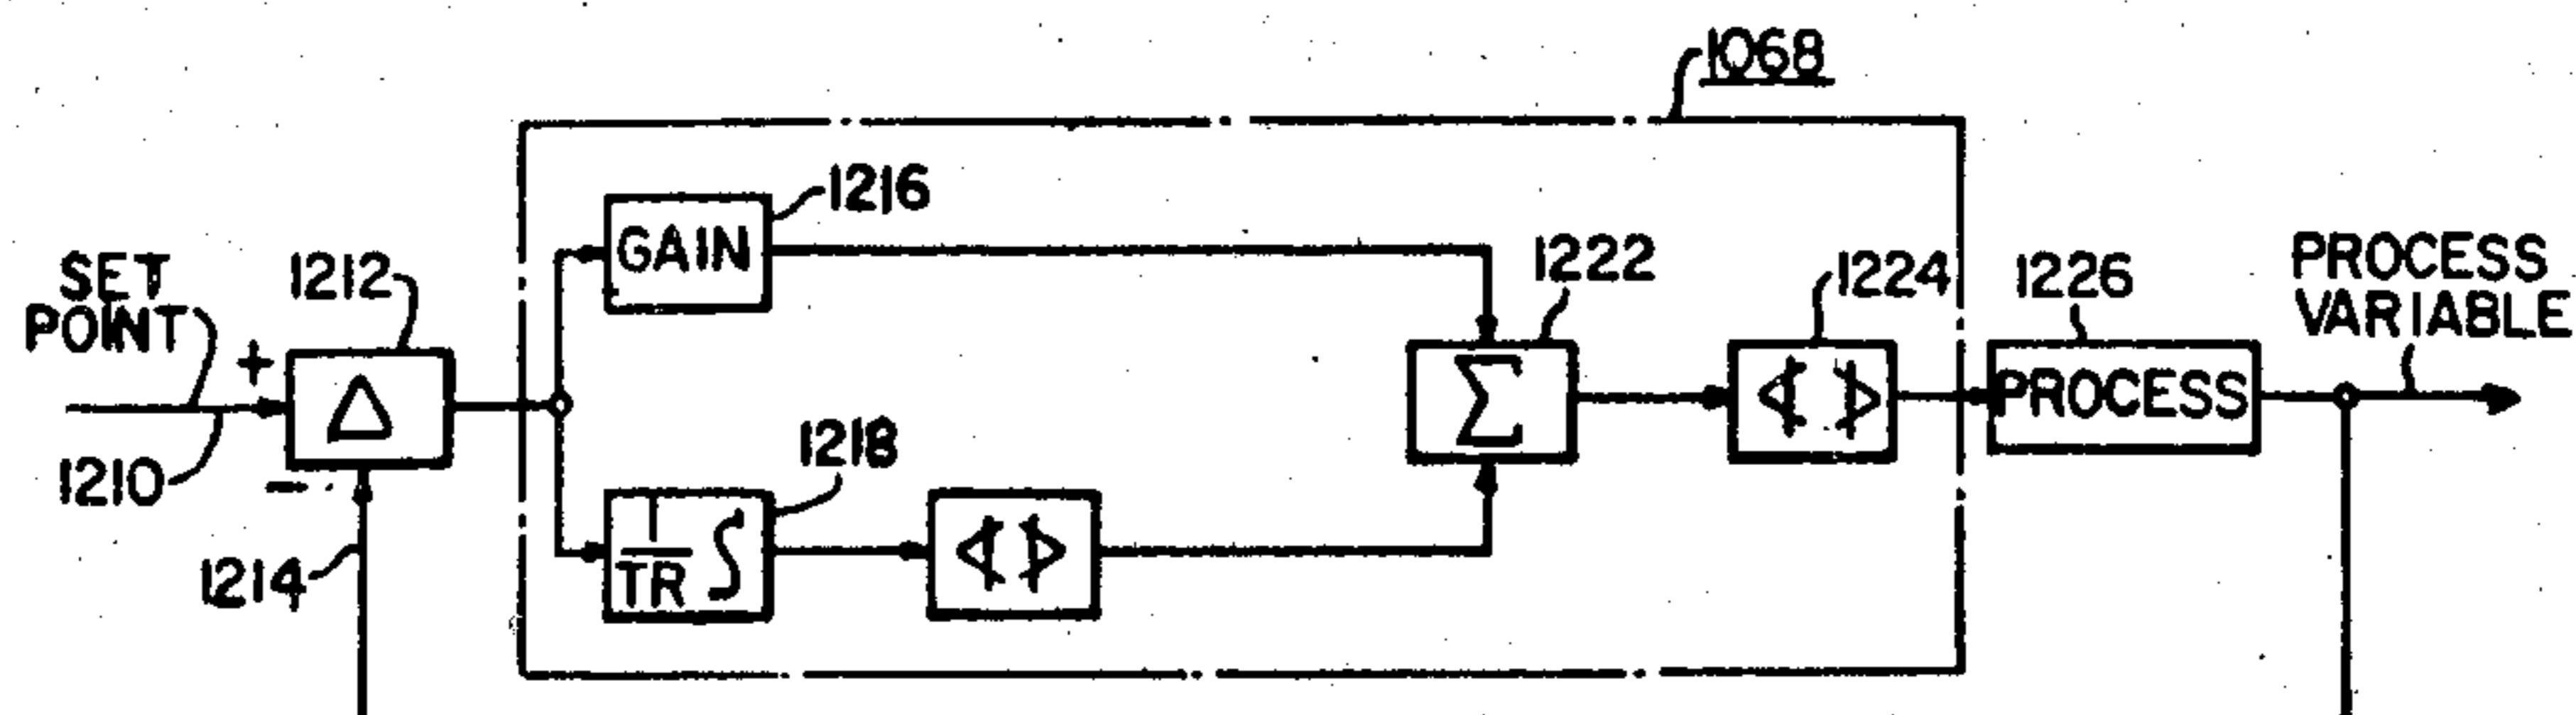 1068
1216
GAIN
SET
POINT
1212
+
Δ
1210
-
1214
1218
1
TR ∫
1222
Σ
1224
1226
PROCESS
PROCESS
VARIABLE